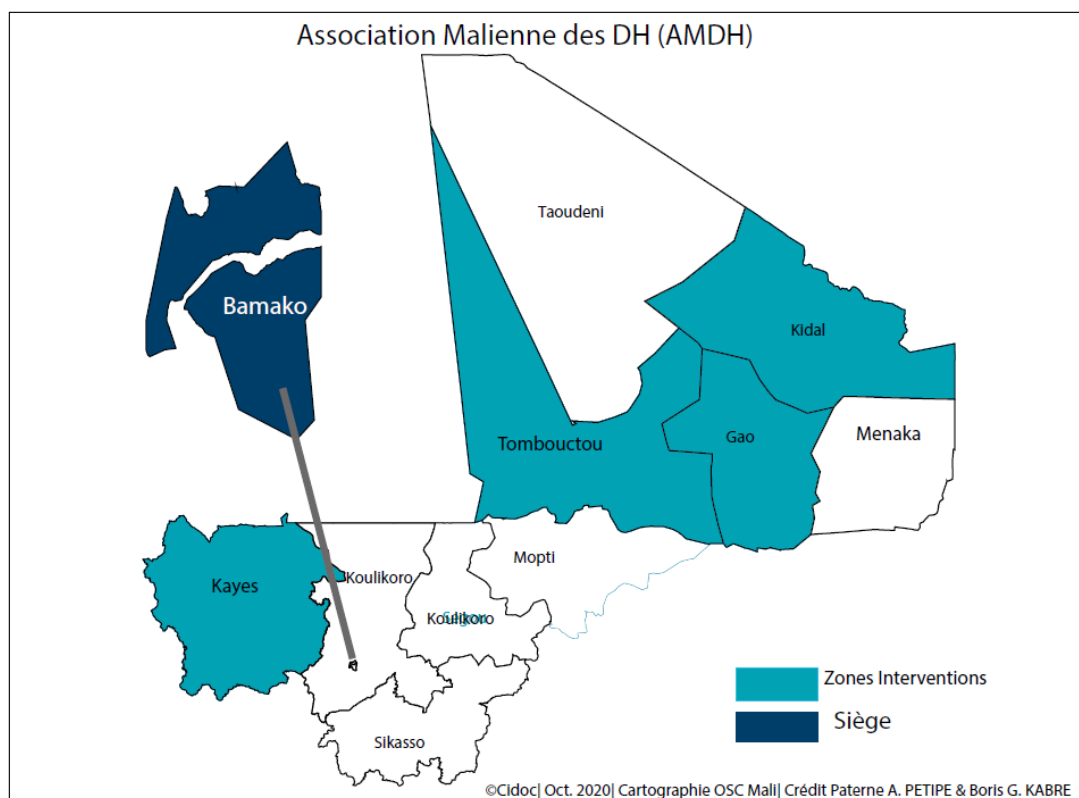 Association Malienne des DH (AMDH)
Taoudeni
Bamako
Kidal
Tombouctou
Gao
Menaka
Mopti
Kayes
Koulikoro
Koulikoro
Segou
Sikasso
Zones Interventions
Siège
©Cidoc| Oct. 2020| Cartographie OSC Mali| Crédit Paterne A. PETIPE & Boris G. KABRE